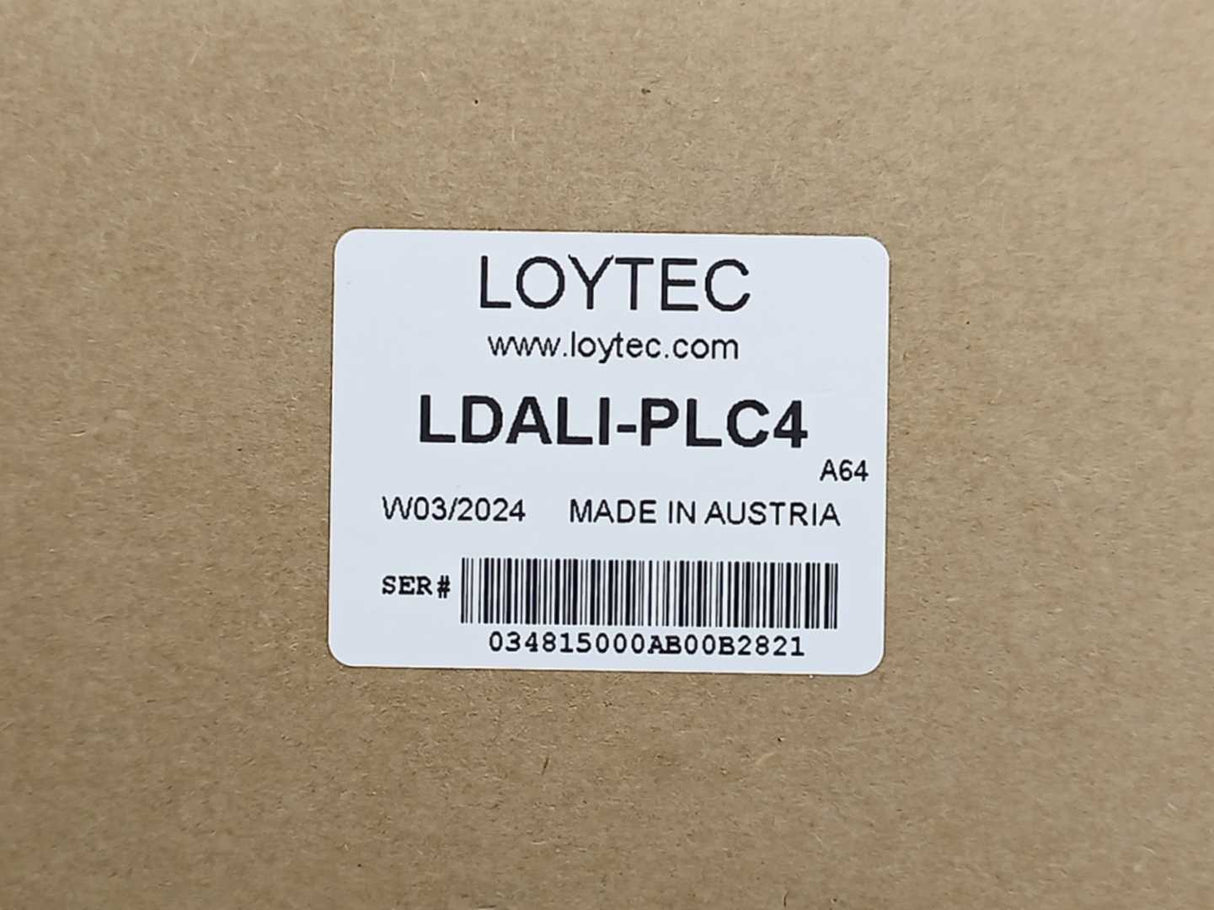 LOYTEC
www.loytec.com
LDALI-PLC4
A64
W03/2024 MADE IN AUSTRIA
SER#
034815000AB00B2821